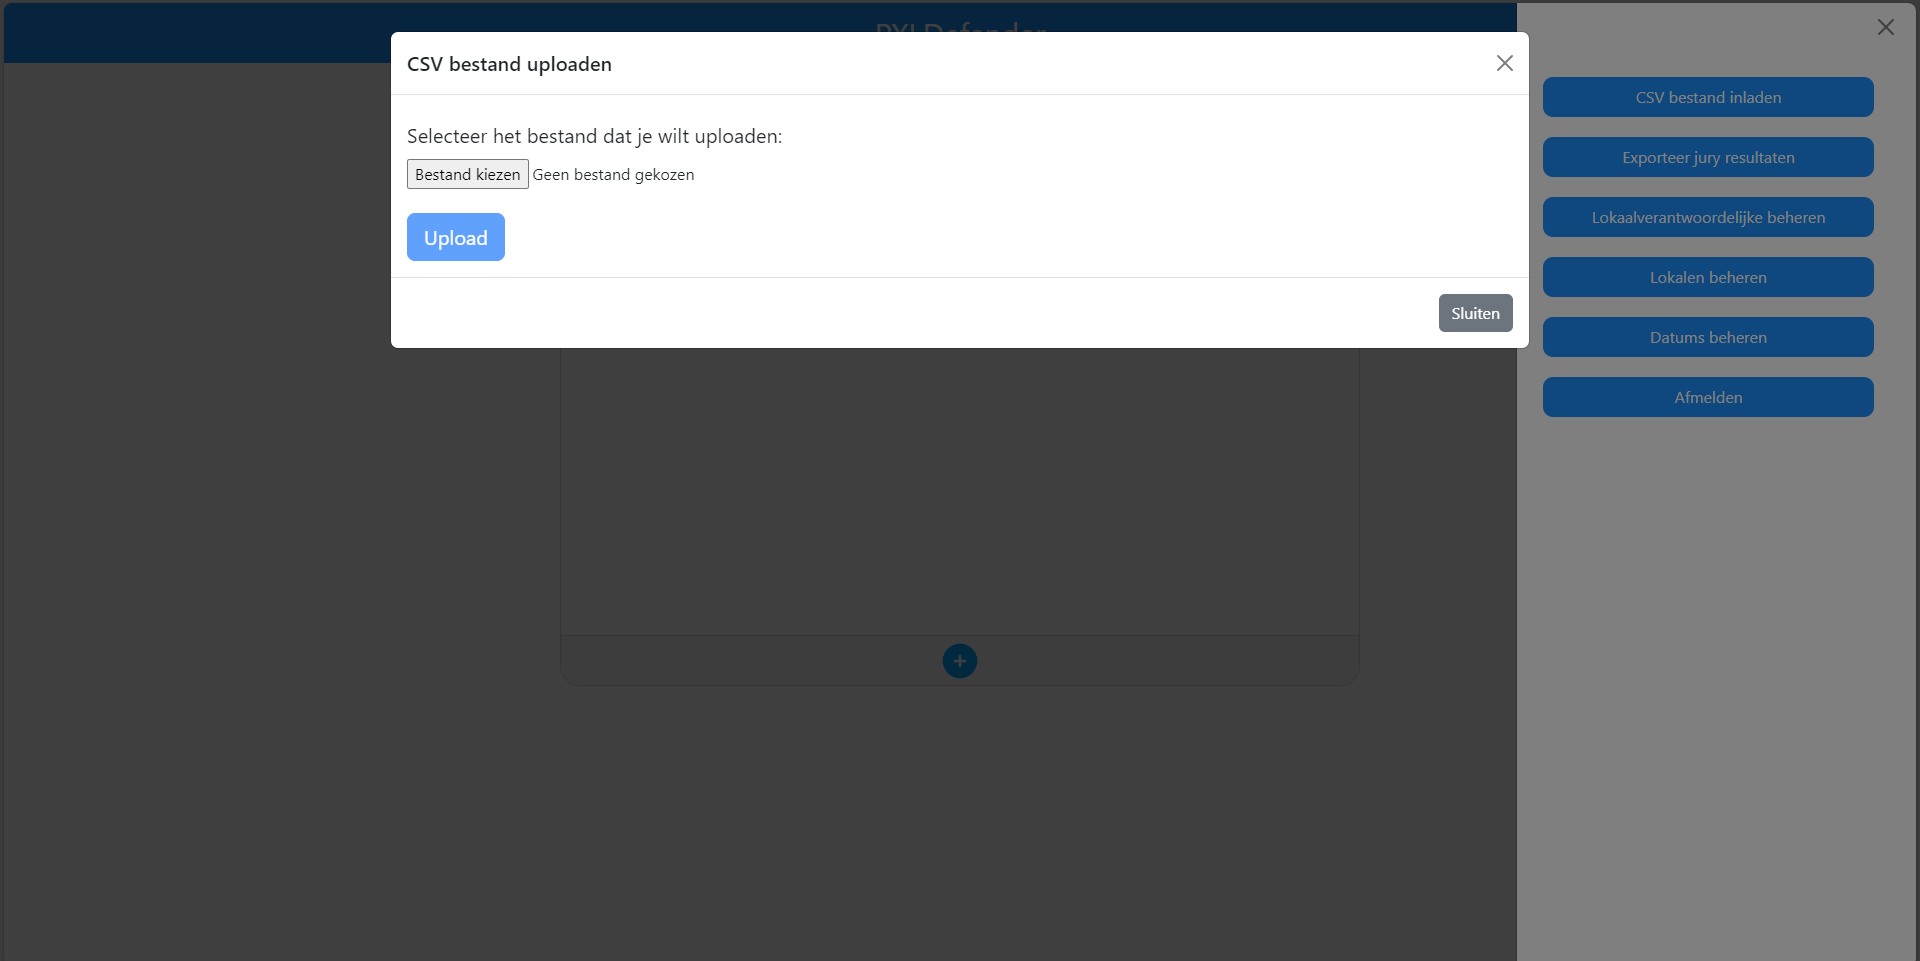 CSV bestand uploaden
Selecteer het bestand dat je wilt uploaden:
Bestand kiezen Geen bestand gekozen
Upload
Sluiten
CSV bestand inladen
Exporteer jury resultaten
Lokaalverantwoordelijke beheren
Lokalen beheren
Datums beheren
Afmelden